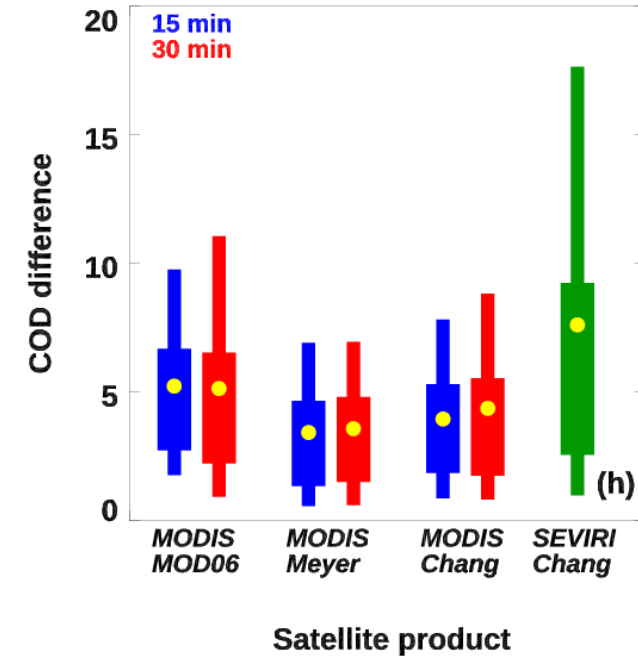 20
15 min
30 min
15
10
5
0
COD difference
(h)
MODIS MODIS MODIS SEVIRI
MOD06 Meyer Chang Chang
Satellite product